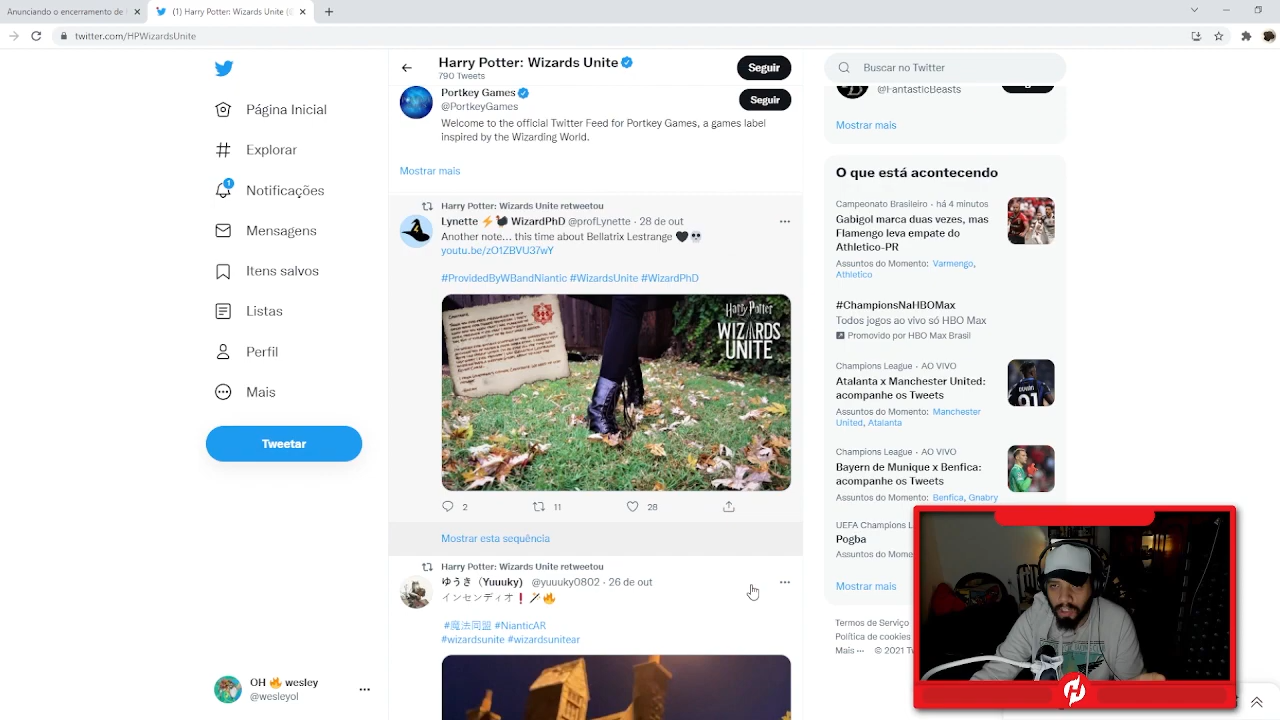 Anunciando o encerramento de
(1) Harry Potter: Wizards Unite (
twitter.com/HPWizardsUnite
Página Inicial
Explorar
1
Notificações
Mensagens
Itens salvos
Listas
Perfil
Mais
Tweetar
OH 🔥 wesley
@wesleyol
Harry Potter: Wizards Unite
790 Tweets
Seguir
Portkey Games
@PortkeyGames
Seguir
Welcome to the official Twitter Feed for Portkey Games, a games label
inspired by the Wizarding World.
Mostrar mais
Harry Potter: Wizards Unite retweetou
Lynette ⚡🐦‍⬛ WizardPhD @profLynette · 28 de out
Another note... this time about Bellatrix Lestrange 🖤💀
youtu.be/zO1ZBVU37wY
#ProvidedByWBandNiantic #WizardsUnite #WizardPhD
Harry Potter
WIZARDS
UNITE
2 11 28
Mostrar esta sequência
Harry Potter: Wizards Unite retweetou
ゆうき（Yuuuky) @yuuuky0802 · 26 de out
インセンディオ❗🪄🔥
#魔法同盟 #NianticAR
#wizardsunite #wizardsunitear
Buscar no Twitter
@FantasticBeasts
Mostrar mais
O que está acontecendo
Campeonato Brasileiro · há 4 minutos
Gabigol marca duas vezes, mas
Flamengo leva empate do
Athletico-PR
Assuntos do Momento: Varmengo,
Athletico
#ChampionsNaHBOMax
Todos jogos ao vivo só HBO Max
Promovido por HBO Max Brasil
Champions League · AO VIVO
Atalanta x Manchester United:
acompanhe os Tweets
Assuntos do Momento: Manchester
United, Atalanta
Champions League · AO VIVO
Bayern de Munique x Benfica:
acompanhe os Tweets
Assuntos do Momento: Benfica, Gnabry
UEFA Champions L
Pogba
Assuntos do Mome
Mostrar mais
Termos de Serviço
Política de cookies
Mais ··· © 2021 Tw